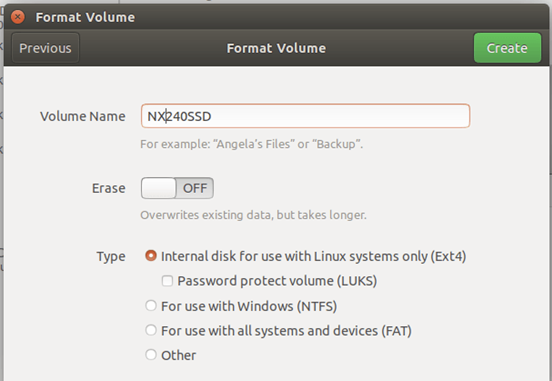 Format Volume
Previous Format Volume Create
Volume Name NX240SSD
For example: “Angela’s Files” or “Backup”.
Erase OFF
Overwrites existing data, but takes longer.
Type Internal disk for use with Linux systems only (Ext4)
Password protect volume (LUKS)
For use with Windows (NTFS)
For use with all systems and devices (FAT)
Other